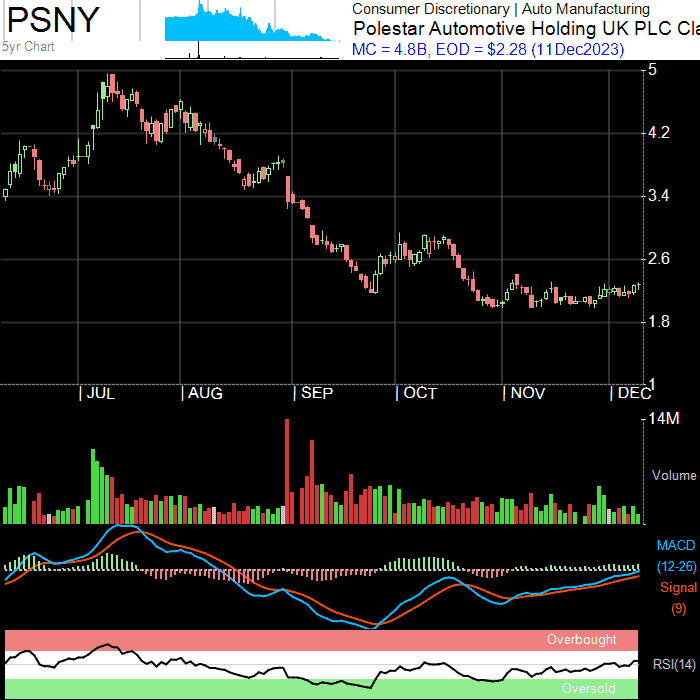 PSNY
5yr Chart
Consumer Discretionary | Auto Manufacturing
Polestar Automotive Holding UK PLC Cla
MC = 4.8B, EOD = $2.28 (11Dec2023)
5
4.2
3.4
2.6
1.8
1
| JUL | AUG | SEP | OCT | NOV | DEC
14M
Volume
MACD
(12-26)
Signal
(9)
Overbought
RSI(14)
Oversold